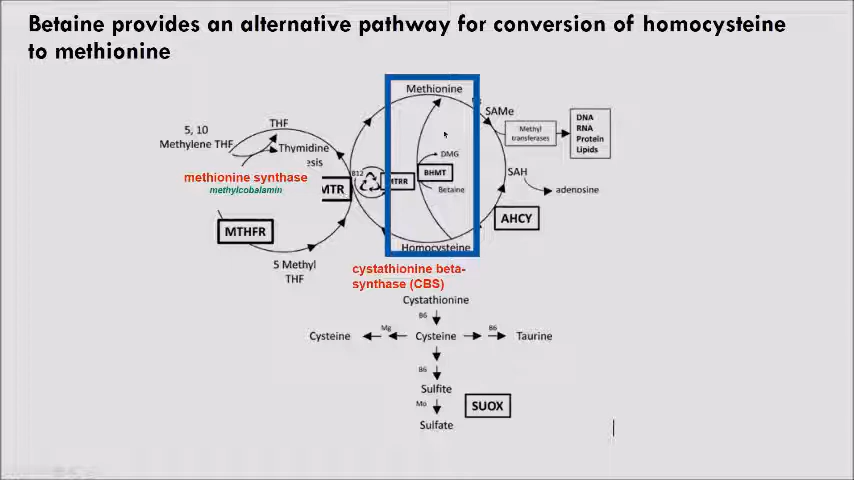 Betaine provides an alternative pathway for conversion of homocysteine
to methionine
Methionine
SAMe
Methyl
transferases
DNA
RNA
Protein
Lipids
THF
5, 10
Methylene THF
Thymidine
esis
methionine synthase
methylcobalamin
MTR
B12
MTRR
DMG
BHMT
Betaine
SAH
adenosine
AHCY
MTHFR
5 Methyl
THF
Homocysteine
cystathionine beta-
synthase (CBS)
Cystathionine
B6
Cysteine
Mg
Cysteine
B6
Taurine
B6
Sulfite
Mo
SUOX
Sulfate